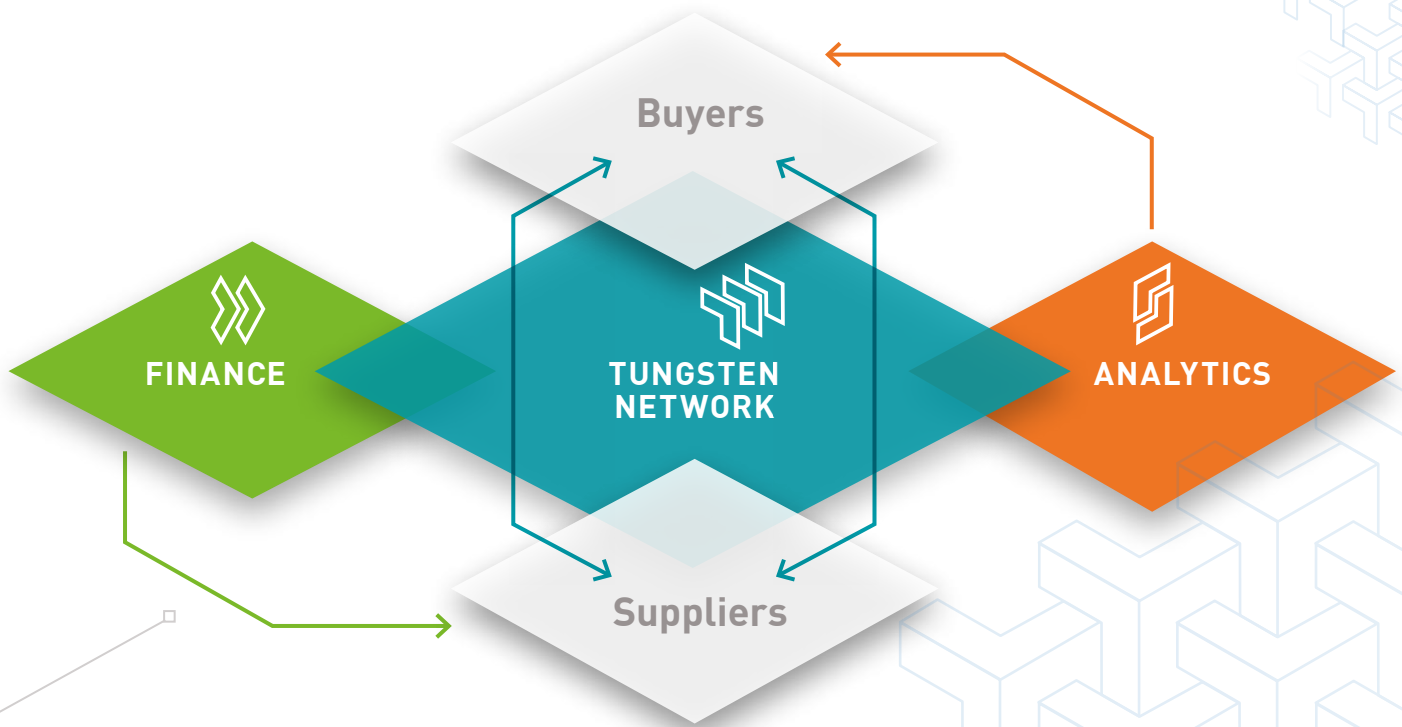 Buyers
FINANCE
TUNGSTEN
NETWORK
ANALYTICS
Suppliers